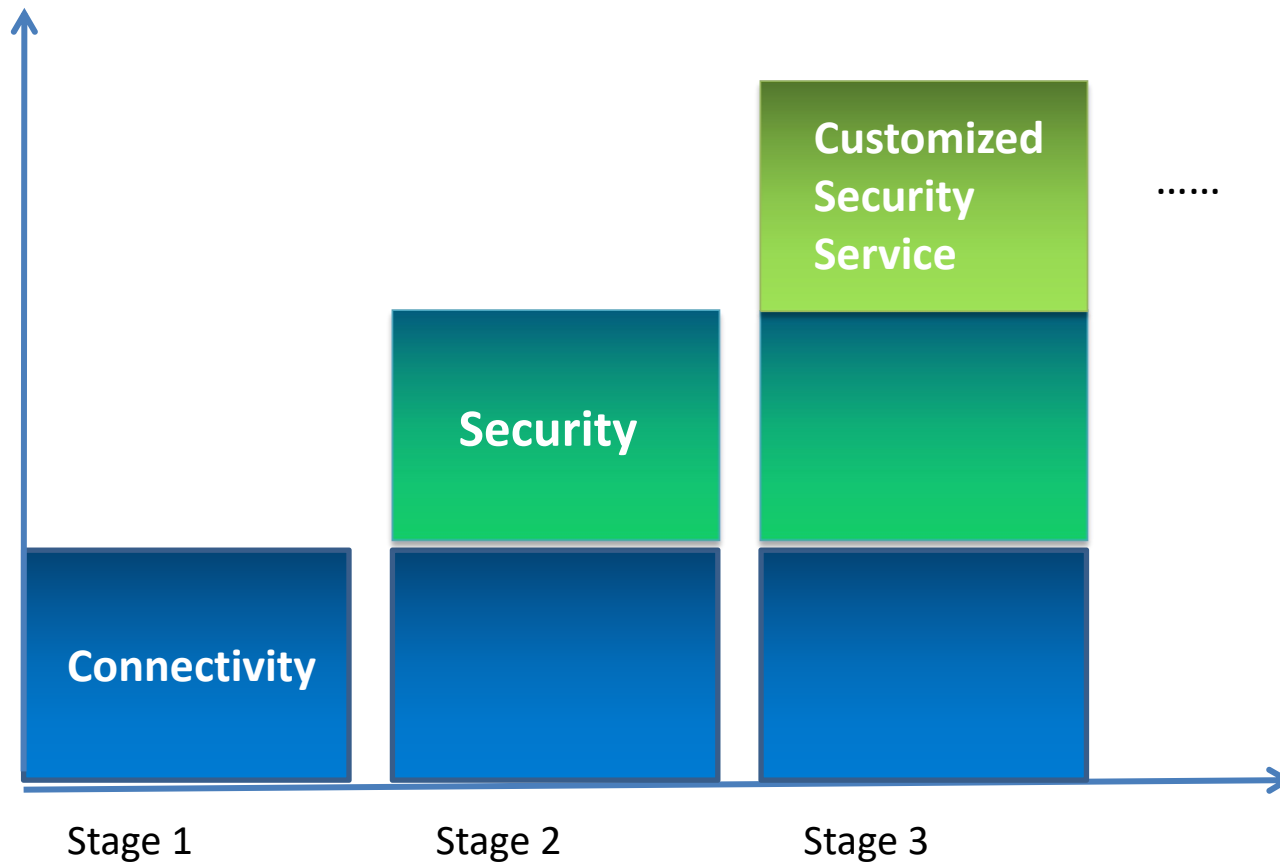 Customized
Security
Service
……
Security
Connectivity
Stage 1
Stage 2
Stage 3